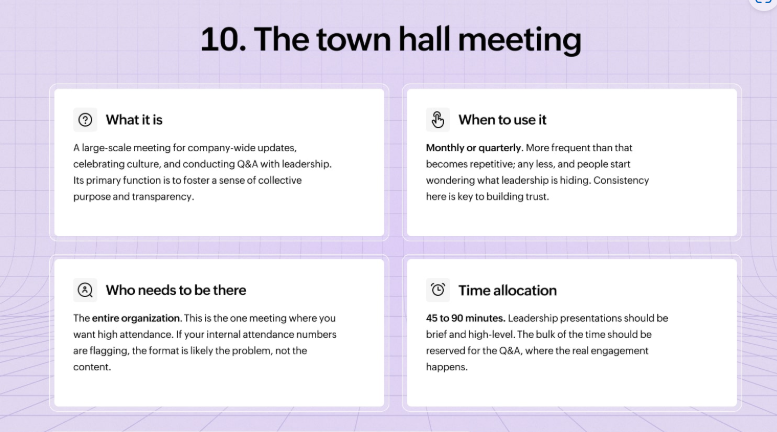 10. The town hall meeting
What it is
A large-scale meeting for company-wide updates,
celebrating culture, and conducting Q&A with leadership.
Its primary function is to foster a sense of collective
purpose and transparency.
When to use it
Monthly or quarterly. More frequent than that
becomes repetitive; any less, and people start
wondering what leadership is hiding. Consistency
here is key to building trust.
Who needs to be there
The entire organization. This is the one meeting where you
want high attendance. If your internal attendance numbers
are flagging, the format is likely the problem, not the
content.
Time allocation
45 to 90 minutes. Leadership presentations should be
brief and high-level. The bulk of the time should be
reserved for the Q&A, where the real engagement
happens.